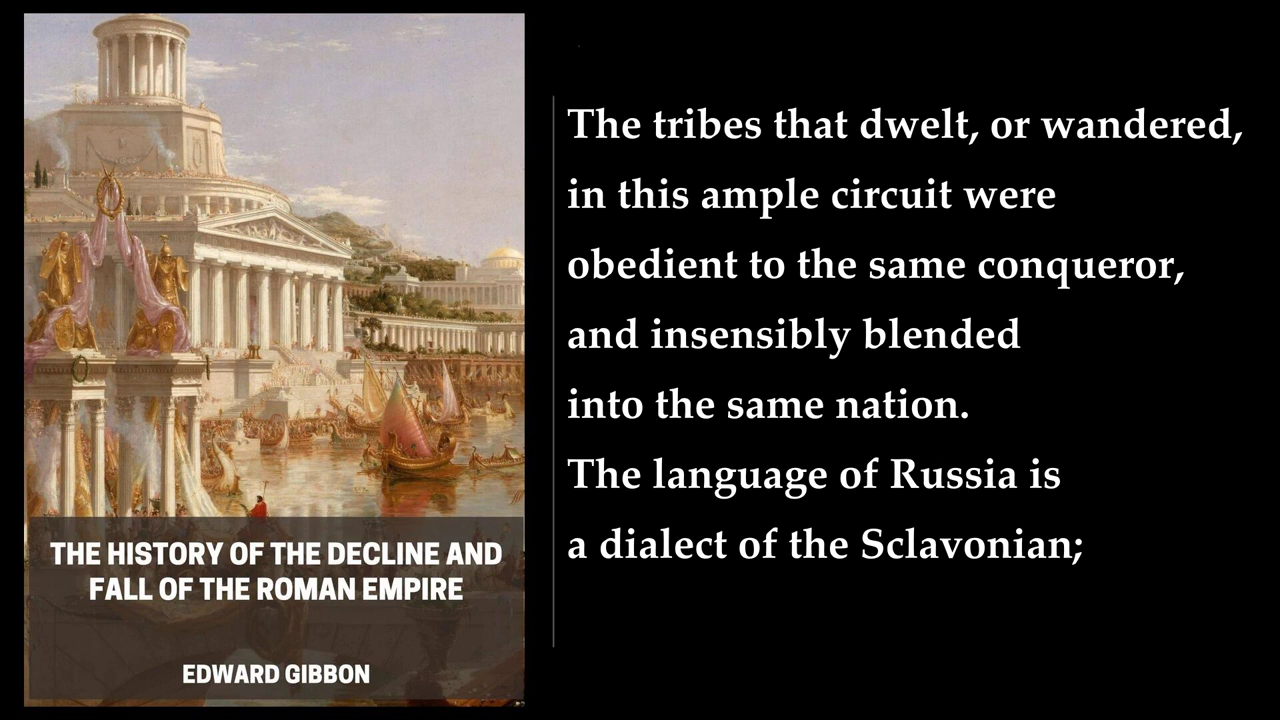 THE HISTORY OF THE DECLINE AND
FALL OF THE ROMAN EMPIRE
EDWARD GIBBON
The tribes that dwelt, or wandered,
in this ample circuit were
obedient to the same conqueror,
and insensibly blended
into the same nation.
The language of Russia is
a dialect of the Sclavonian;